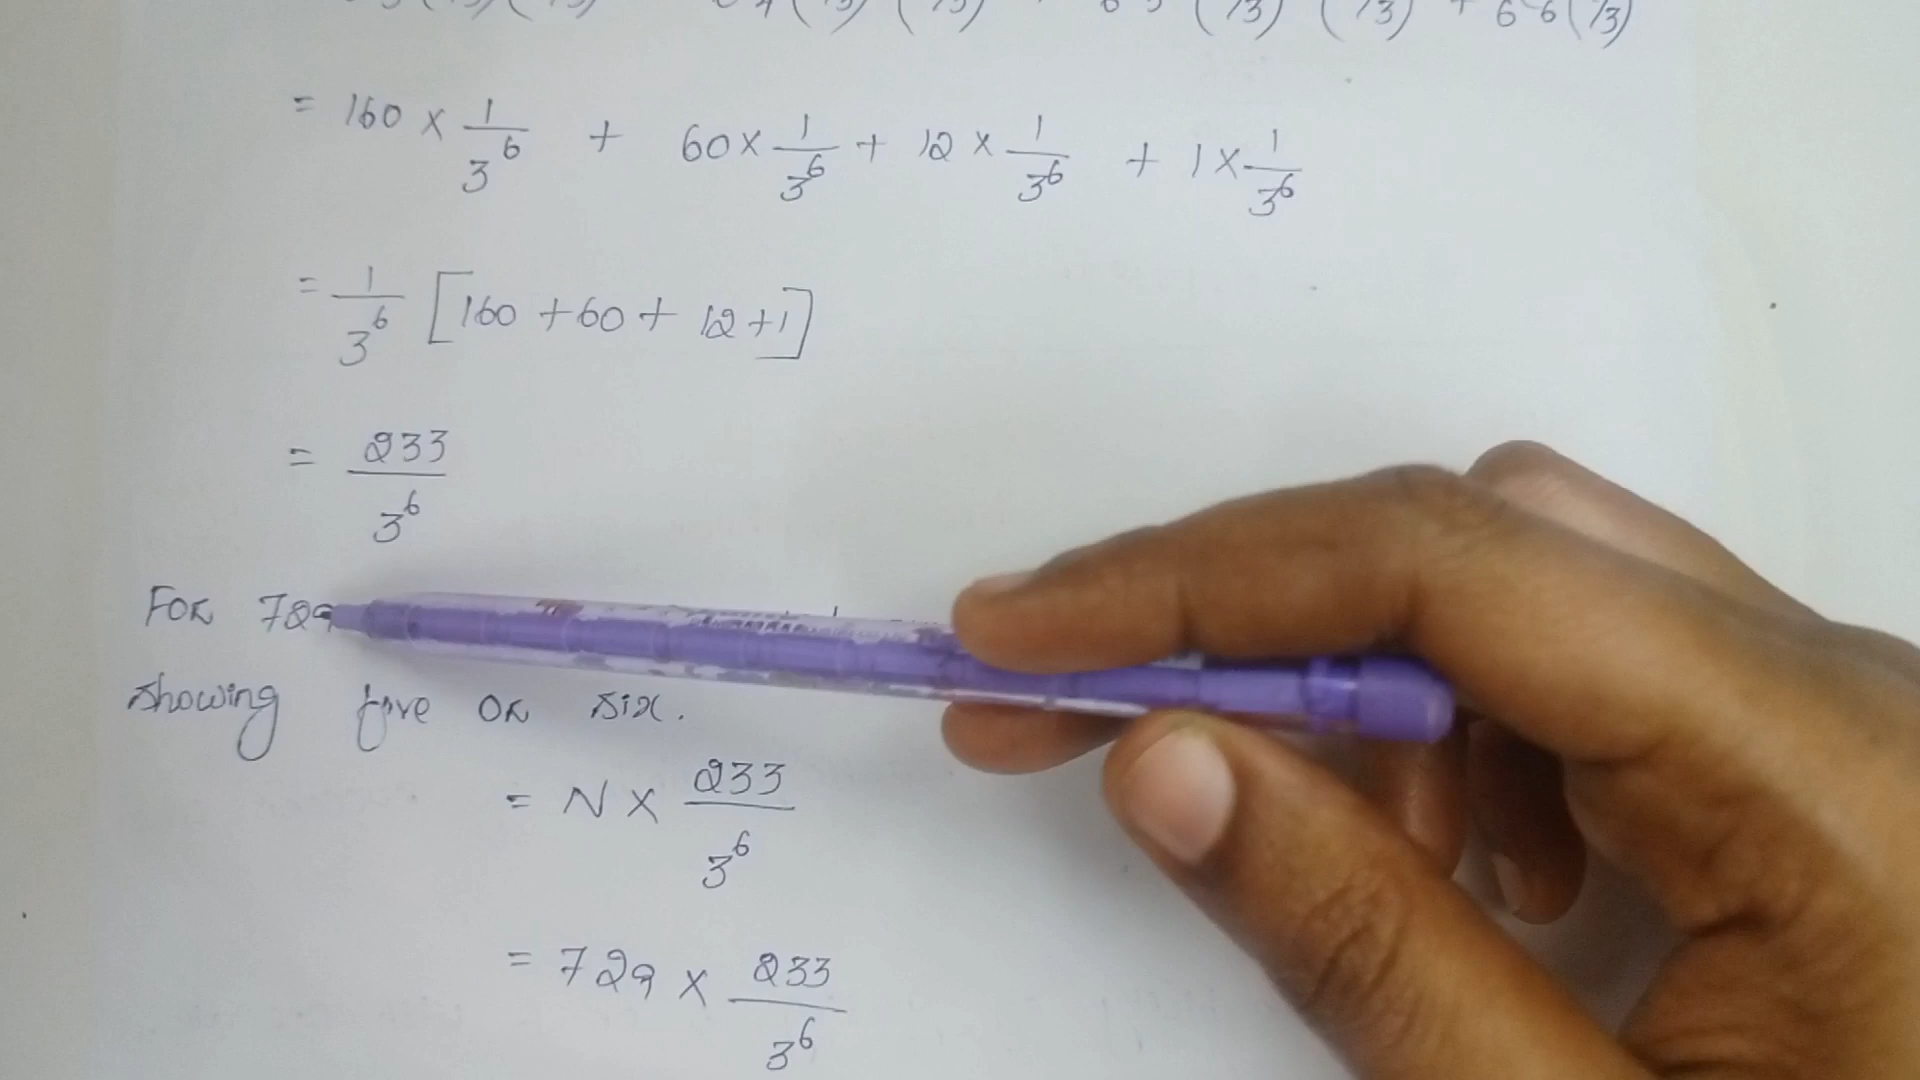 = 160 × 1/3^6 + 60 × 1/3^6 + 12 × 1/3^6 + 1 × 1/3^6
= 1/3^6 [160 + 60 + 12 + 1]
= 233/3^6
For 729
showing five or six.
= N × 233/3^6
= 729 × 233/3^6